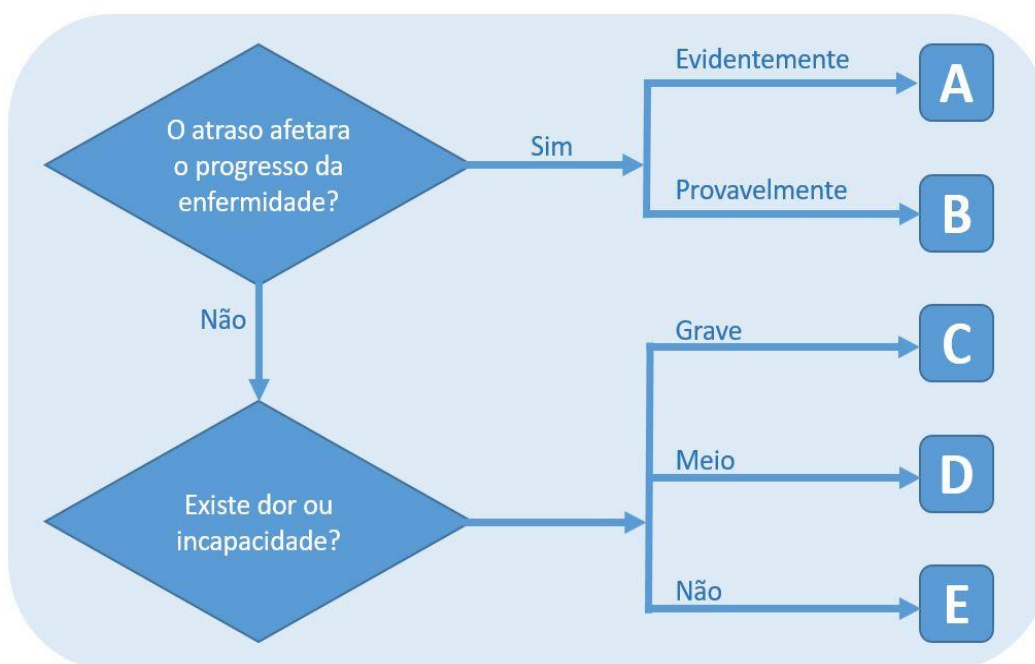 O atraso afetara
o progresso da
enfermidade?
Sim
Evidentemente
A
Provavelmente
B
Não
Existe dor ou
incapacidade?
Grave
C
Meio
D
Não
E